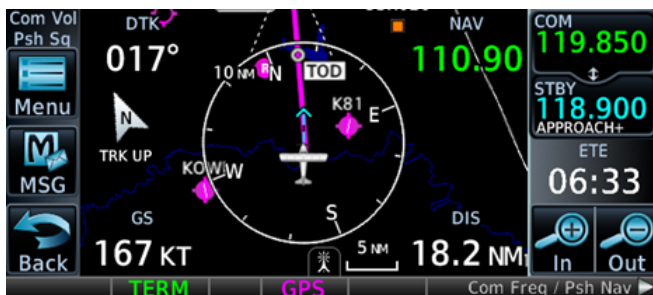 Com Vol
Psh Sq
Menu
MSG
Back
DTK
017°
N
TRK UP
GS
167 KT
10 NM
N
TOD
K81
E
W
S
5 NM
NAV
110.90
DIS
18.2 NM
COM
119.850
STBY
118.900
APPROACH+
ETE
06:33
In
Out
TERM
GPS
Com Freq / Psh Nav